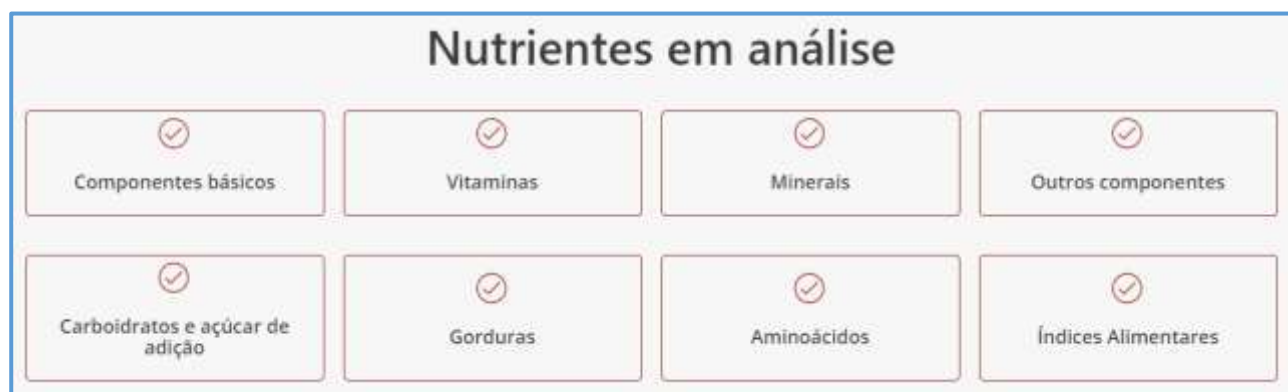 Nutrientes em análise
Componentes básicos
Vitaminas
Minerais
Outros componentes
Carboidratos e açúcar de
adição
Gorduras
Aminoácidos
Índices Alimentares